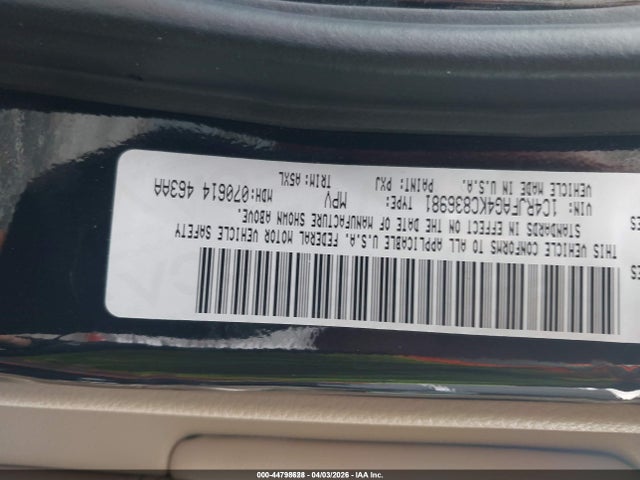 THIS VEHICLE CONFORMS TO ALL APPLICABLE U.S.A. FEDERAL MOTOR VEHICLE SAFETY
STANDARDS IN EFFECT ON THE DATE OF MANUFACTURE SHOWN ABOVE.
VIN: 1C4RJFAG4KC836981 TYPE: MPV MDH:070614 463AA
VEHICLE MADE IN U.S.A. PAINT: PXJ TRIM: A5XL
000-44798628 | 04/03/2026 | IAA Inc.